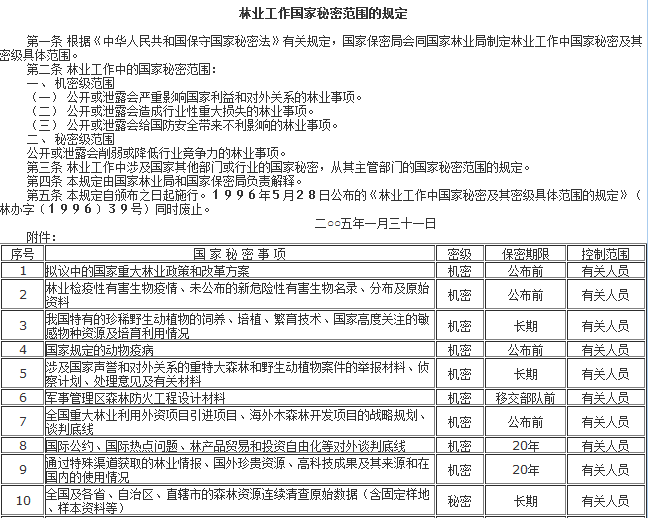 林业工作国家秘密范围的规定
第一条 根据《中华人民共和国保守国家秘密法》有关规定，国家保密局会同国家林业局制定林业工作中国家秘密及其
密级具体范围。
第二条 林业工作中的国家秘密范围：
一、 机密级范围
（一） 公开或泄露会严重影响国家利益和对外关系的林业事项。
（二） 公开或泄露会造成行业性重大损失的林业事项。
（三） 公开或泄露会给国防安全带来不利影响的林业事项。
二、 秘密级范围
公开或泄露会削弱或降低行业竞争力的林业事项。
第三条 林业工作中涉及国家其他部门或行业的国家秘密，从其主管部门的国家秘密范围的规定。
第四条 本规定由国家林业局和国家保密局负责解释。
第五条 本规定自颁布之日起施行。１９９６年５月２８日公布的《林业工作中国家秘密及其密级具体范围的规定》（
林办字（１９９６）３９号）同时废止。
二○○五年一月三十一日
附件：
序号 国 家 秘 密 事 项 密级 保密期限 控制范围
1 拟议中的国家重大林业政策和改革方案 机密 公布前 有关人员
2 林业检疫性有害生物疫情、未公布的新危险性有害生物名录、分布及原始
资料 机密 公布前 有关人员
3 我国特有的珍稀野生动植物的饲养、培植、繁育技术、国家高度关注的敏
感物种资源及培育利用情况 机密 长期 有关人员
4 国家规定的动物疫病 机密 公布前 有关人员
5 涉及国家声誉和对外关系的重特大森林和野生动植物案件的举报材料、侦
察计划、处理意见及有关材料 机密 长期 有关人员
6 军事管理区森林防火工程设计材料 机密 移交部队前 有关人员
7 全国重大林业利用外资项目引进项目、海外木森林开发项目的战略规划、
谈判底线 机密 公布前 有关人员
8 国际公约、国际热点问题、林产品贸易和投资自由化等对外谈判底线 机密 20年 有关人员
9 通过特殊渠道获取的林业情报、国外珍贵资源、高科技成果及其来源和在
国内的使用情况 机密 20年 有关人员
10 全国及各省、自治区、直辖市的森林资源连续清查原始数据（含固定样地
、样本资料等） 秘密 长期 有关人员